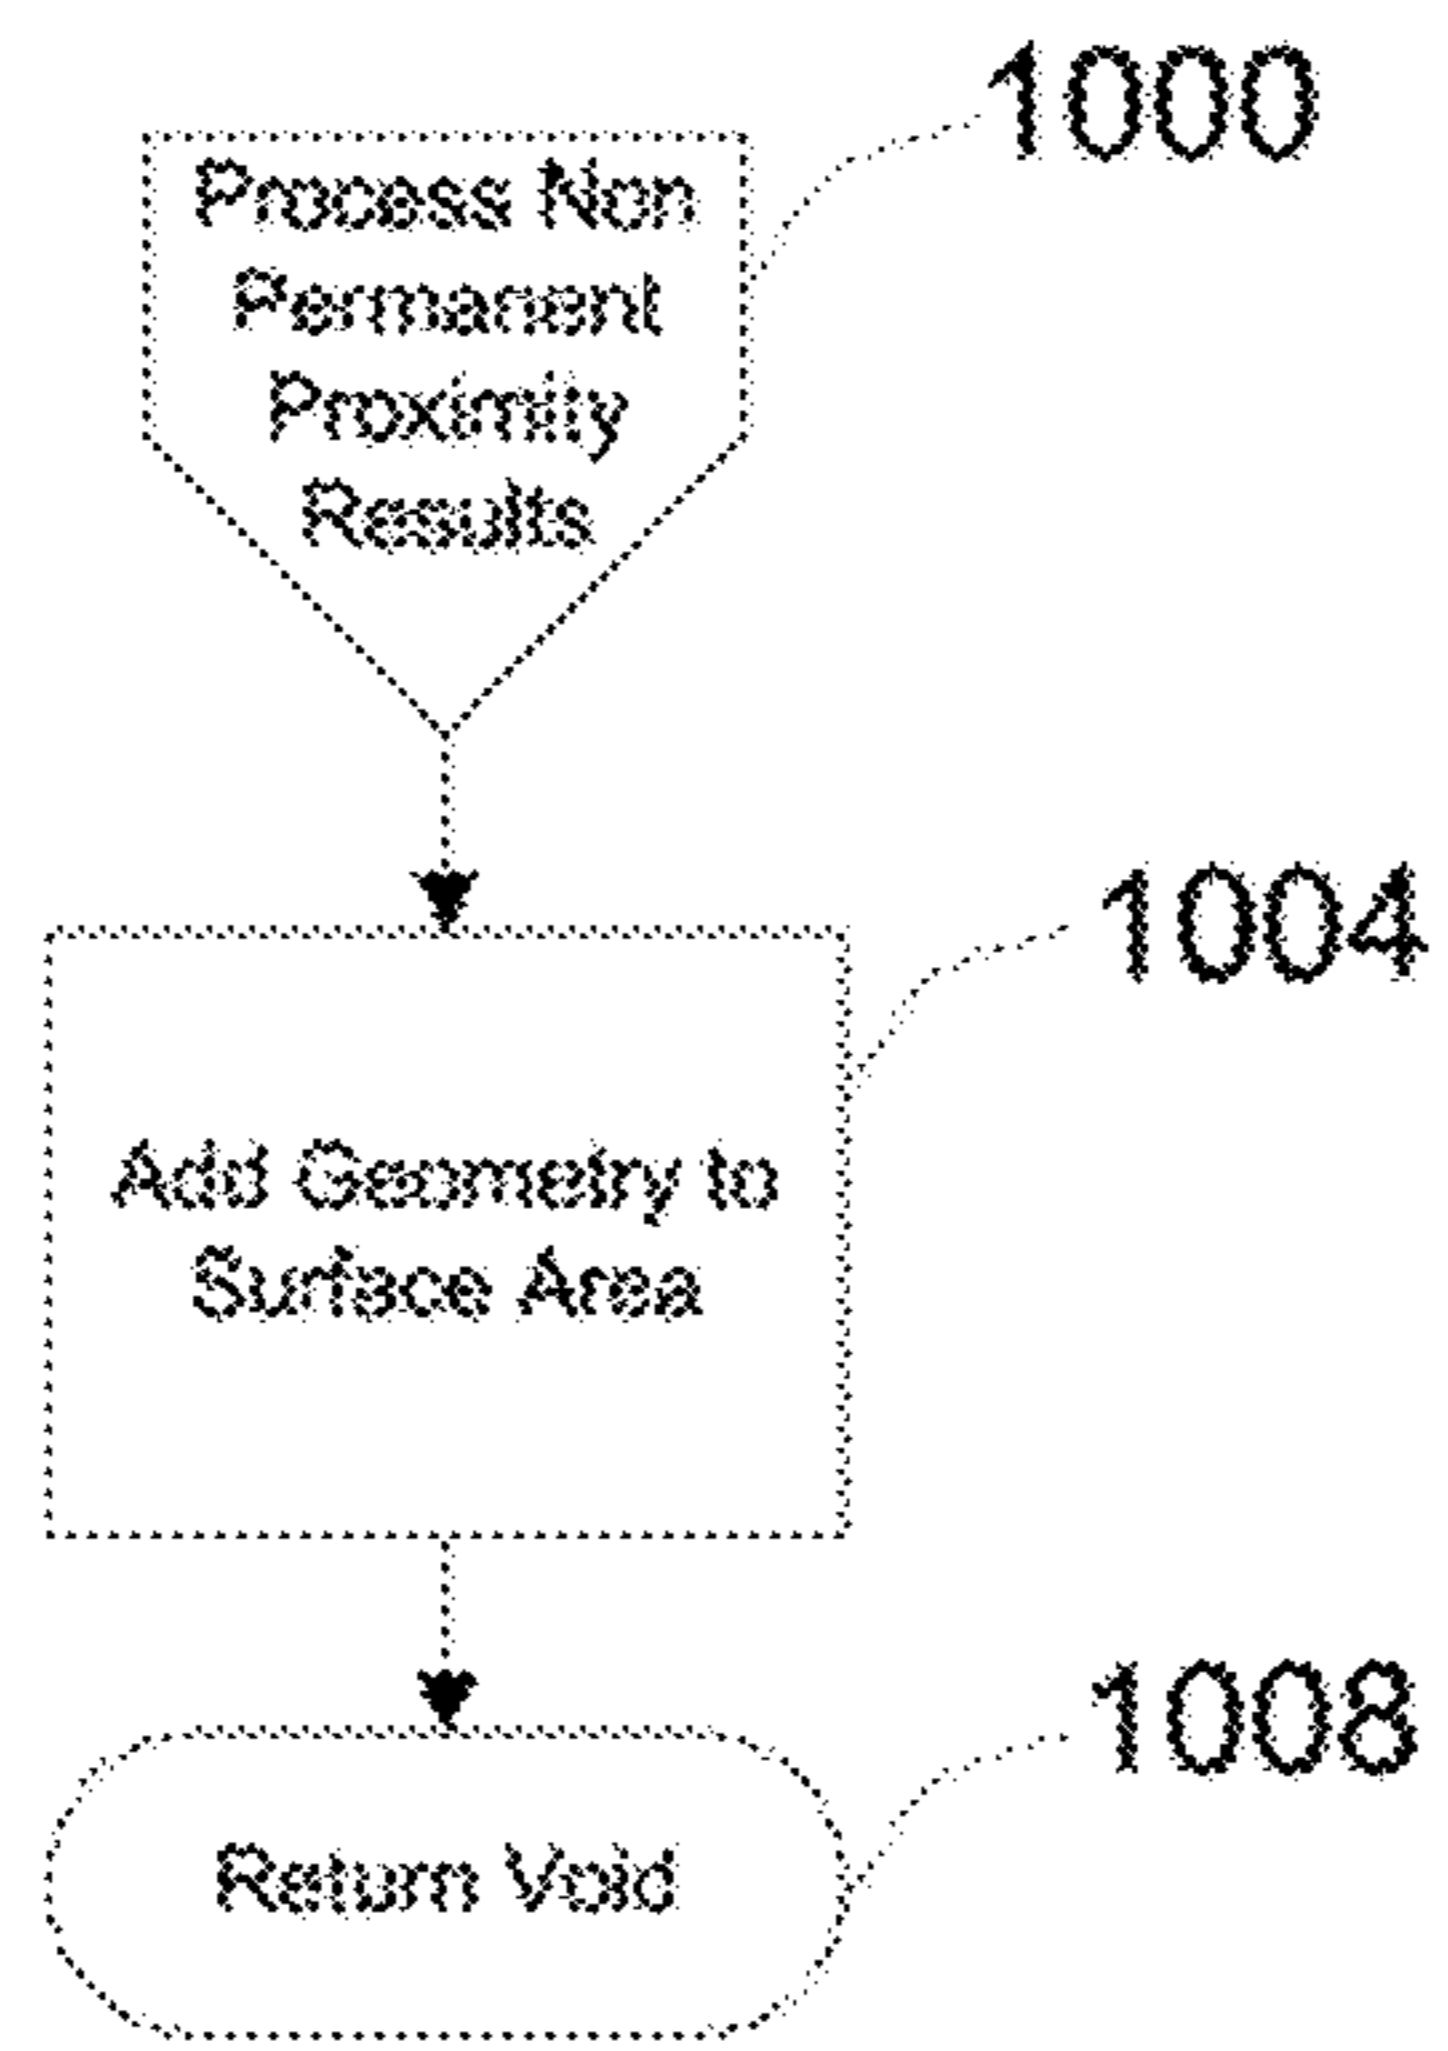 1000
Process Non
Permanent
Proximity
Results
1004
Add Geometry to
Surface Area
1008
Return Void